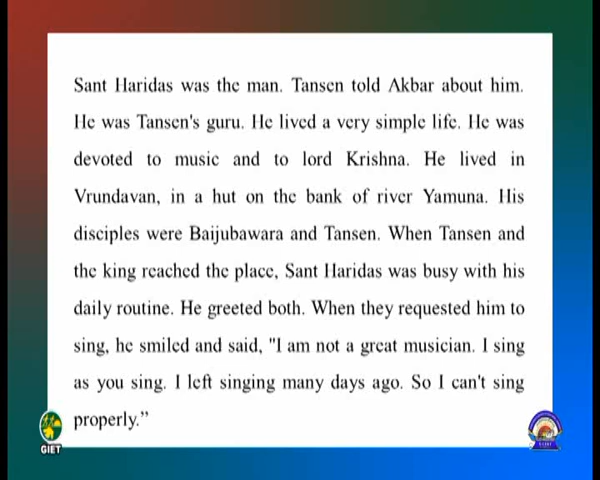 Sant Haridas was the man. Tansen told Akbar about him.
He was Tansen's guru. He lived a very simple life. He was
devoted to music and to lord Krishna. He lived in
Vrundavan, in a hut on the bank of river Yamuna. His
disciples were Baijubawara and Tansen. When Tansen and
the king reached the place, Sant Haridas was busy with his
daily routine. He greeted both. When they requested him to
sing, he smiled and said, "I am not a great musician. I sing
as you sing. I left singing many days ago. So I can't sing
properly.”
GIET